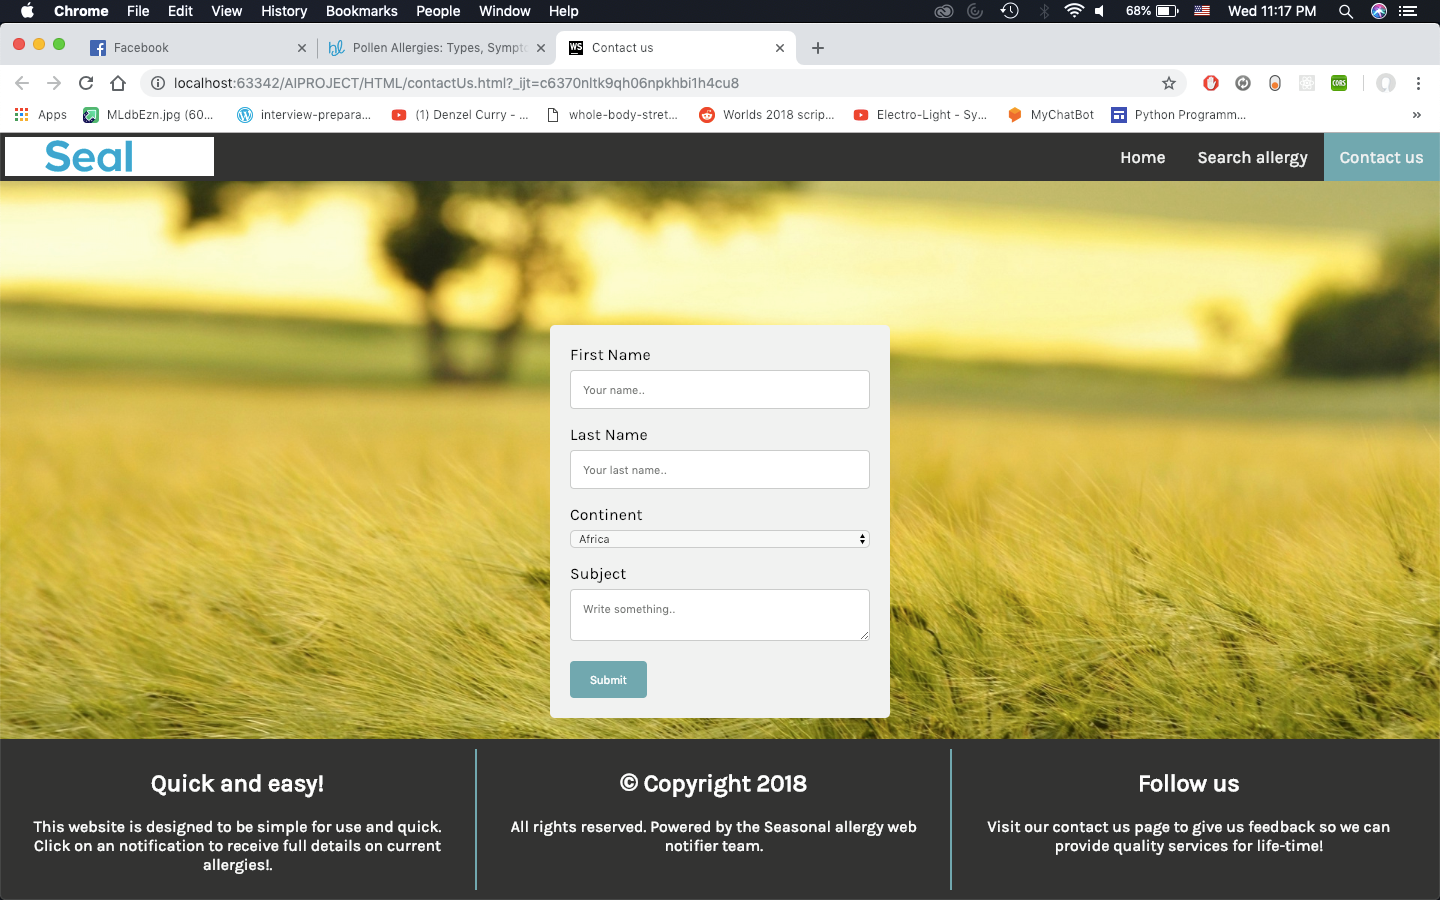 Chrome File Edit View History Bookmarks People Window Help 68% Wed 11:17 PM
Facebook Pollen Allergies: Types, Sympto WS Contact us
localhost:63342/AIPROJECT/HTML/contactUs.html?_ijt=c6370nltk9qh06npkhbi1h4cu8 CORS
Apps MLdbEzn.jpg (60... interview-prepara... (1) Denzel Curry - ... whole-body-stret... Worlds 2018 scrip... Electro-Light - Sy... MyChatBot Python Programm... »
Seal Home Search allergy Contact us
First Name
Your name..
Last Name
Your last name..
Continent
Africa
Subject
Write something..
Submit
Quick and easy!
This website is designed to be simple for use and quick.
Click on an notification to receive full details on current
allergies!.
© Copyright 2018
All rights reserved. Powered by the Seasonal allergy web
notifier team.
Follow us
Visit our contact us page to give us feedback so we can
provide quality services for life-time!